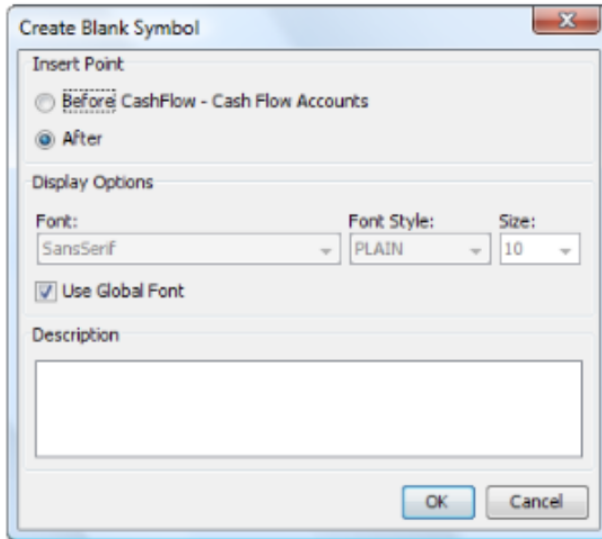 Create Blank Symbol
Insert Point
Before CashFlow - Cash Flow Accounts
After
Display Options
Font: Font Style: Size:
SansSerif PLAIN 10
Use Global Font
Description
OK Cancel